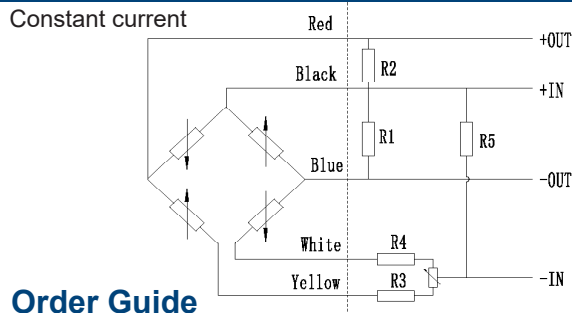 Constant current
Red
+OUT
R2
Black
+IN
R1
R5
Blue
-OUT
White
R4
Yellow
R3
-IN
Order Guide